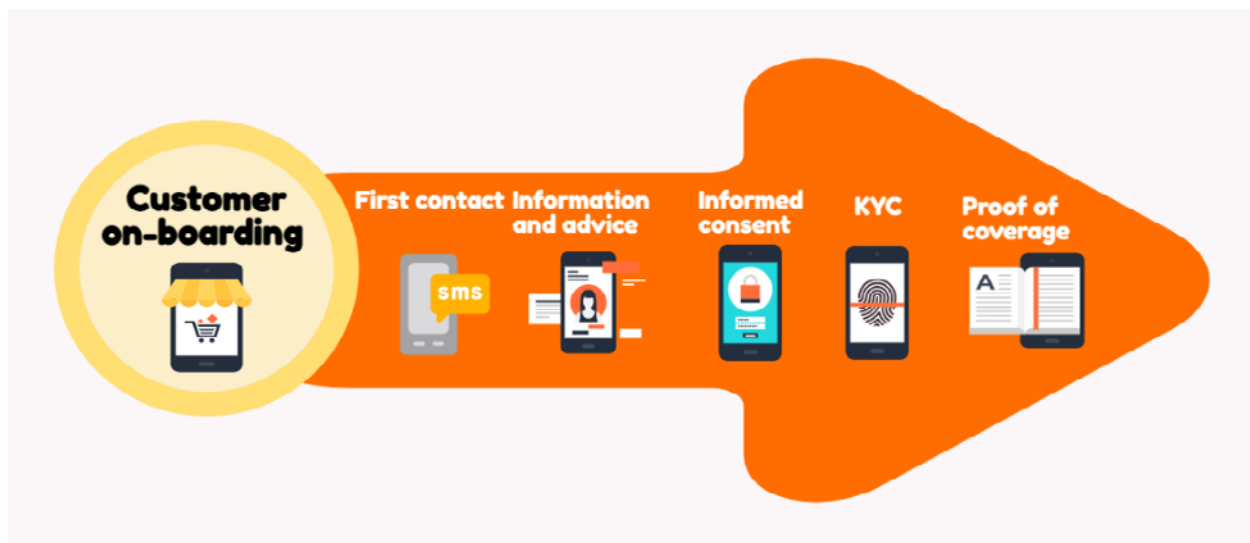 Customer
on-boarding
First contact
Information
and advice
Informed
consent
KYC
Proof of
coverage
sms
A